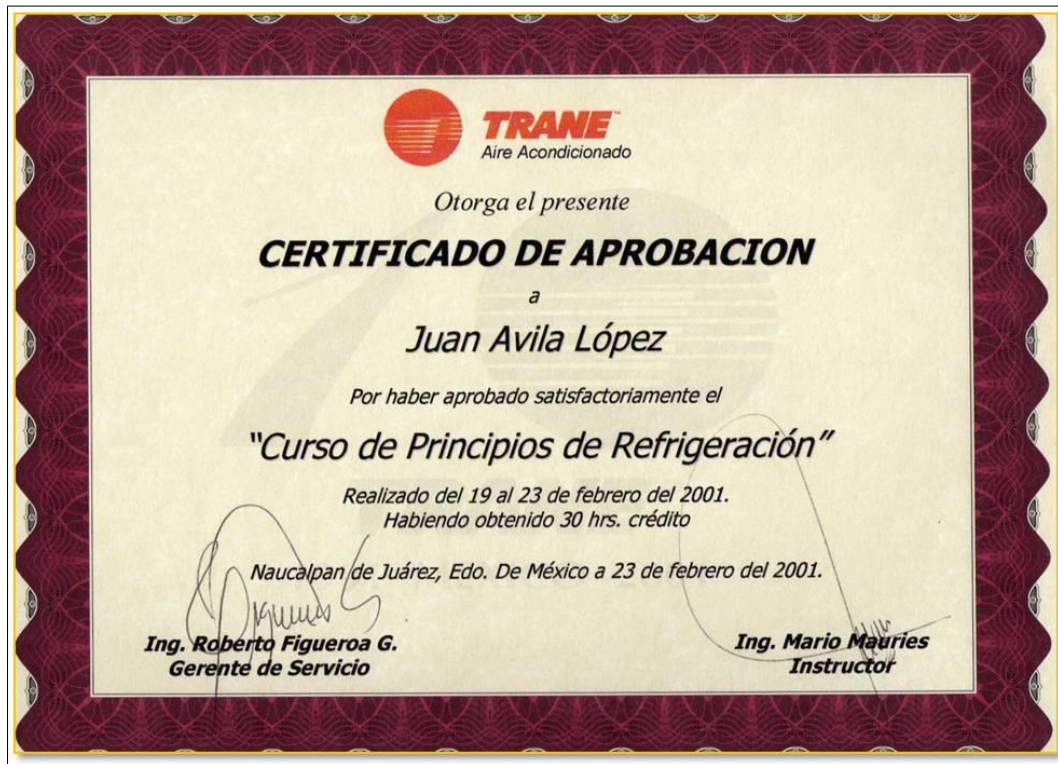 TRANE™
Aire Acondicionado
Otorga el presente
CERTIFICADO DE APROBACION
a
Juan Avila López
Por haber aprobado satisfactoriamente el
“Curso de Principios de Refrigeración”
Realizado del 19 al 23 de febrero del 2001.
Habiendo obtenido 30 hrs. crédito
Naucalpan de Juárez, Edo. De México a 23 de febrero del 2001.
Ing. Roberto Figueroa G.
Gerente de Servicio
Ing. Mario Mauries
Instructor